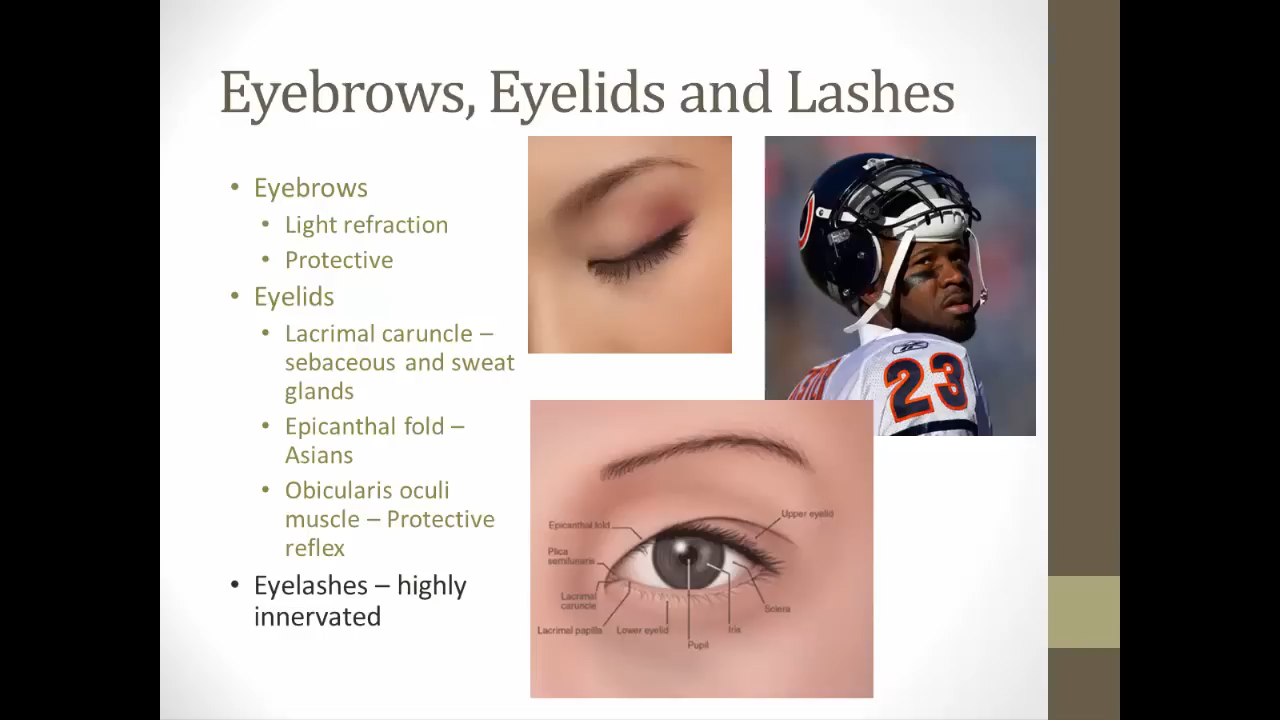 Eyebrows, Eyelids and Lashes
• Eyebrows
• Light refraction
• Protective
• Eyelids
• Lacrimal caruncle –
sebaceous and sweat
glands
• Epicanthal fold –
Asians
• Obicularis oculi
muscle – Protective
reflex
• Eyelashes – highly
innervated
23
Epicanthal fold
Plica
semilunaris
Lacrimal
caruncle
Lacrimal papilla
Lower eyelid
Pupil
Iris
Sclera
Upper eyelid